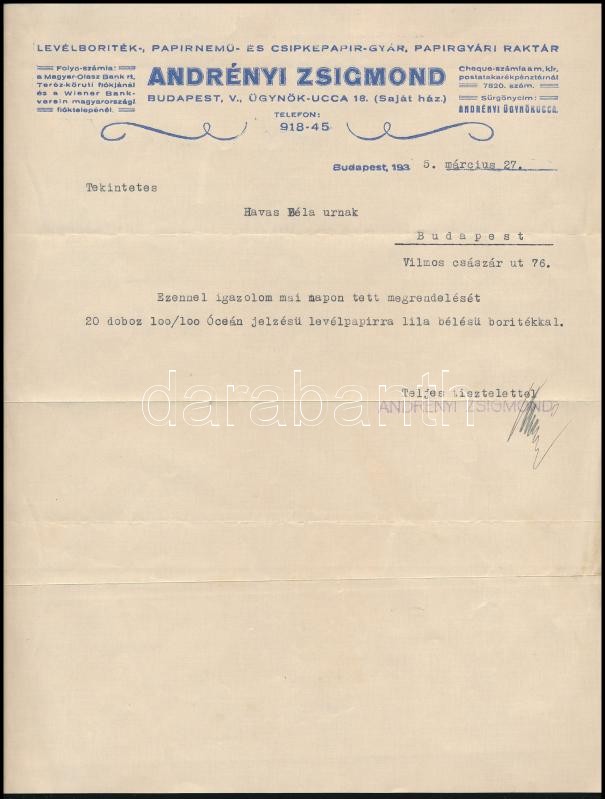 LEVÉLBORITÉK-, PAPIRNEMÜ- ÉS CSIPKEPAPIR-GYÁR, PAPIRGYÁRI RAKTÁR
Folyó-számla:
a Magyar-Olasz Bank rt.
Teréz-köruti fiókjánál
és a Wiener Bank-
verein magyarországi
fióktelepénél.
ANDRÉNYI ZSIGMOND
BUDAPEST, V., ÜGYNÖK-UCCA 18. (Saját ház.)
TELEFON:
918-45
Cheque-számla a m. kir.
postatakarékpénztárnál
7820. szám.
Sürgönycim:
ANDRÉNYI ÜGYNÖKUCCA
Budapest, 193 5. március 27.
Tekintetes
Havas Béla urnak
Budapest
Vilmos császár ut 76.
Ezennel igazolom mai napon tett megrendelését
20 doboz loo/loo Óceán jelzésü levélpapirra lila bélésü boritékkal.
darabanth
Teljes tisztelettel
ANDRÉNYI ZSIGMOND